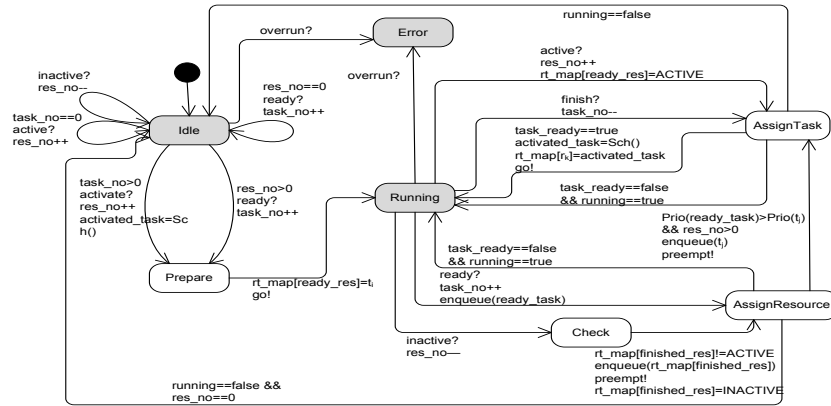 running==false
overrun?
Error
active?
res_no++
rt_map[ready_res]=ACTIVE
inactive?
res_no--
overrun?
res_no==0
ready?
task_no++
task_no==0
active?
res_no++
Idle
finish?
task_no--
AssignTask
task_ready==true
activated_task=Sch()
rt_map[rₖ]=activated_task
go!
task_no>0
activate?
res_no++
activated_task=Sc
h()
res_no>0
ready?
task_no++
Running
task_ready==false
&& running==true
Prio(ready_task)>Prio(tⱼ)
&& res_no>0
enqueue(tⱼ)
preempt!
task_ready==false
&& running==true
Prepare
rt_map[ready_res]=tᵢ
go!
ready?
task_no++
enqueue(ready_task)
AssignResource
Check
inactive?
res_no—
rt_map[finished_res]!=ACTIVE
enqueue(rt_map[finished_res])
preempt!
rt_map[finished_res]=INACTIVE
running==false &&
res_no==0